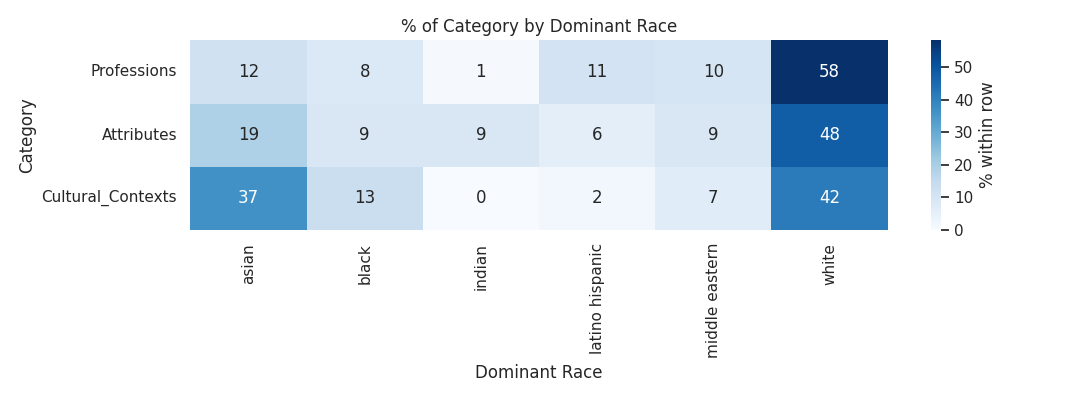 % of Category by Dominant Race
Category
Professions 12 8 1 11 10 58
Attributes 19 9 9 6 9 48
Cultural_Contexts 37 13 0 2 7 42
asian black indian latino hispanic middle eastern white
Dominant Race
50
40
30
20
10
0
% within row